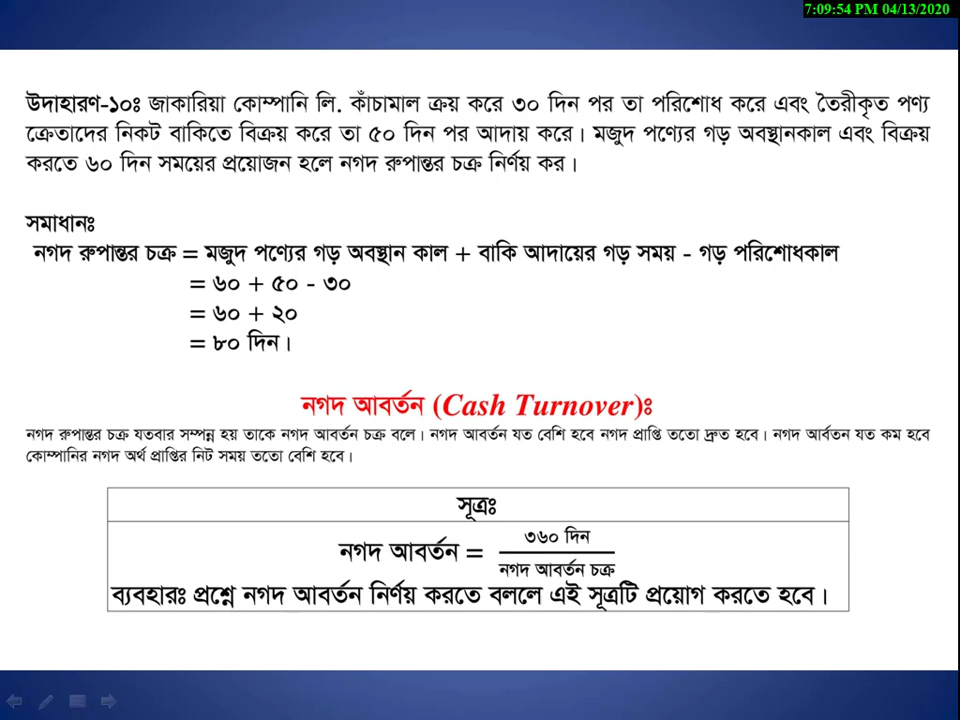 7:09:54 PM 04/13/2020
উদাহারণ-১০ঃ জাকারিয়া কোম্পানি লি. কাঁচামাল ক্রয় করে ৩০ দিন পর তা পরিশোধ করে এবং তৈরীকৃত পণ্য
ক্রেতাদের নিকট বাকিতে বিক্রয় করে তা ৫০ দিন পর আদায় করে। মজুদ পণ্যের গড় অবস্থানকাল এবং বিক্রয়
করতে ৬০ দিন সময়ের প্রয়োজন হলে নগদ রুপান্তর চক্র নির্ণয় কর।
সমাধানঃ
নগদ রুপান্তর চক্র = মজুদ পণ্যের গড় অবস্থান কাল + বাকি আদায়ের গড় সময় - গড় পরিশোধকাল
= ৬০ + ৫০ - ৩০
= ৬০ + ২০
= ৮০ দিন।
নগদ আবর্তন (Cash Turnover)ঃ
নগদ রুপান্তর চক্র যতবার সম্পন্ন হয় তাকে নগদ আবর্তন চক্র বলে। নগদ আবর্তন যত বেশি হবে নগদ প্রাপ্তি ততো দ্রুত হবে। নগদ আর্বতন যত কম হবে
কোম্পানির নগদ অর্থ প্রাপ্তির নিট সময় ততো বেশি হবে।
সূত্রঃ
নগদ আবর্তন = ৩৬০ দিন
নগদ আবর্তন চক্র
ব্যবহারঃ প্রশ্নে নগদ আবর্তন নির্ণয় করতে বললে এই সূত্রটি প্রয়োগ করতে হবে।